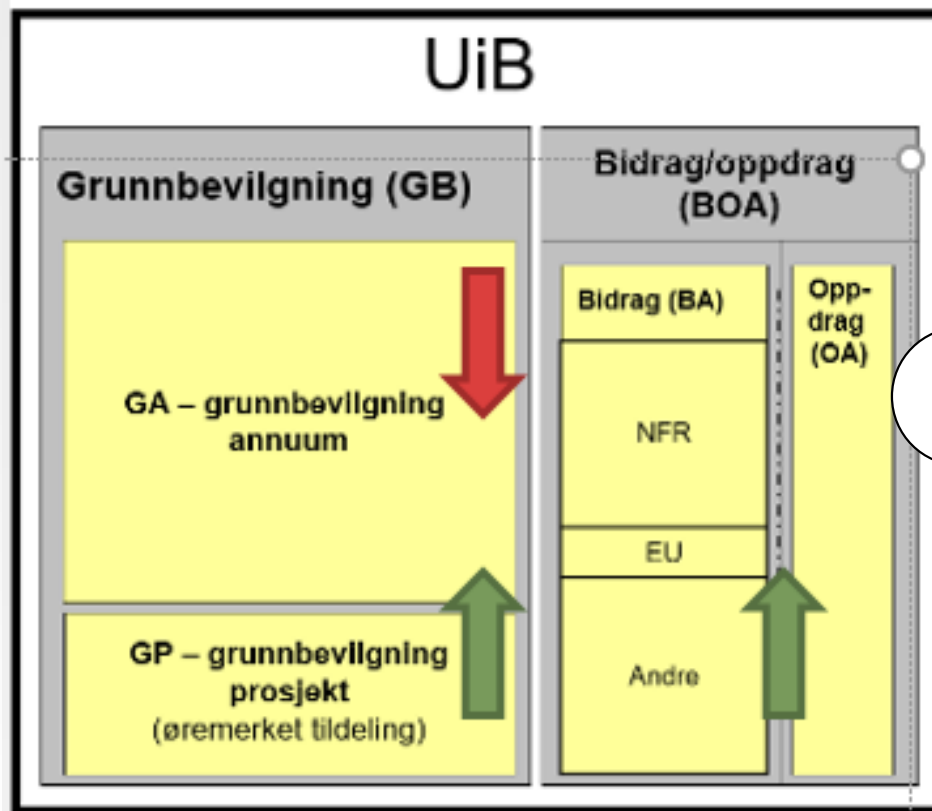 UiB
Grunnbevilgning (GB)
GA – grunnbevilgning
annuum
GP – grunnbevilgning
prosjekt
(øremerket tildeling)
Bidrag/oppdrag
(BOA)
Bidrag (BA)
NFR
EU
Andre
Opp-
drag
(OA)